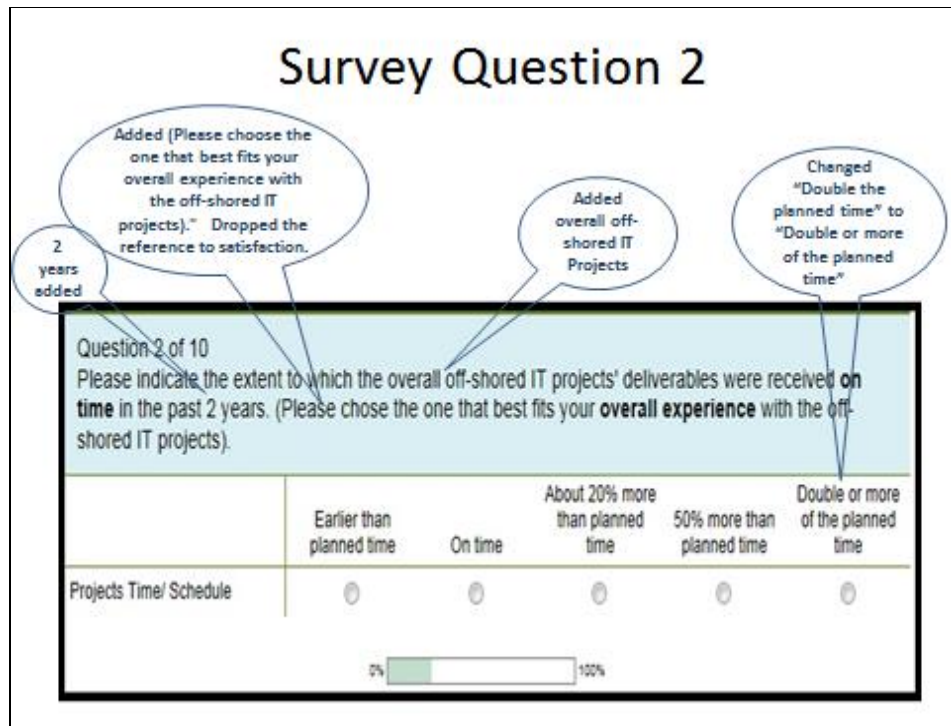 Survey Question 2
Added (Please choose the
one that best fits your
overall experience with
the off-shored IT
projects)." Dropped the
reference to satisfaction.
2
years
added
Added
overall off-
shored IT
Projects
Changed
"Double the
planned time" to
"Double or more
of the planned
time"
Question 2 of 10
Please indicate the extent to which the overall off-shored IT projects' deliverables were received on
time in the past 2 years. (Please chose the one that best fits your overall experience with the off-
shored IT projects).
Earlier than
planned time
On time
About 20% more
than planned
time
50% more than
planned time
Double or more
of the planned
time
Projects Time/ Schedule
0%
100%